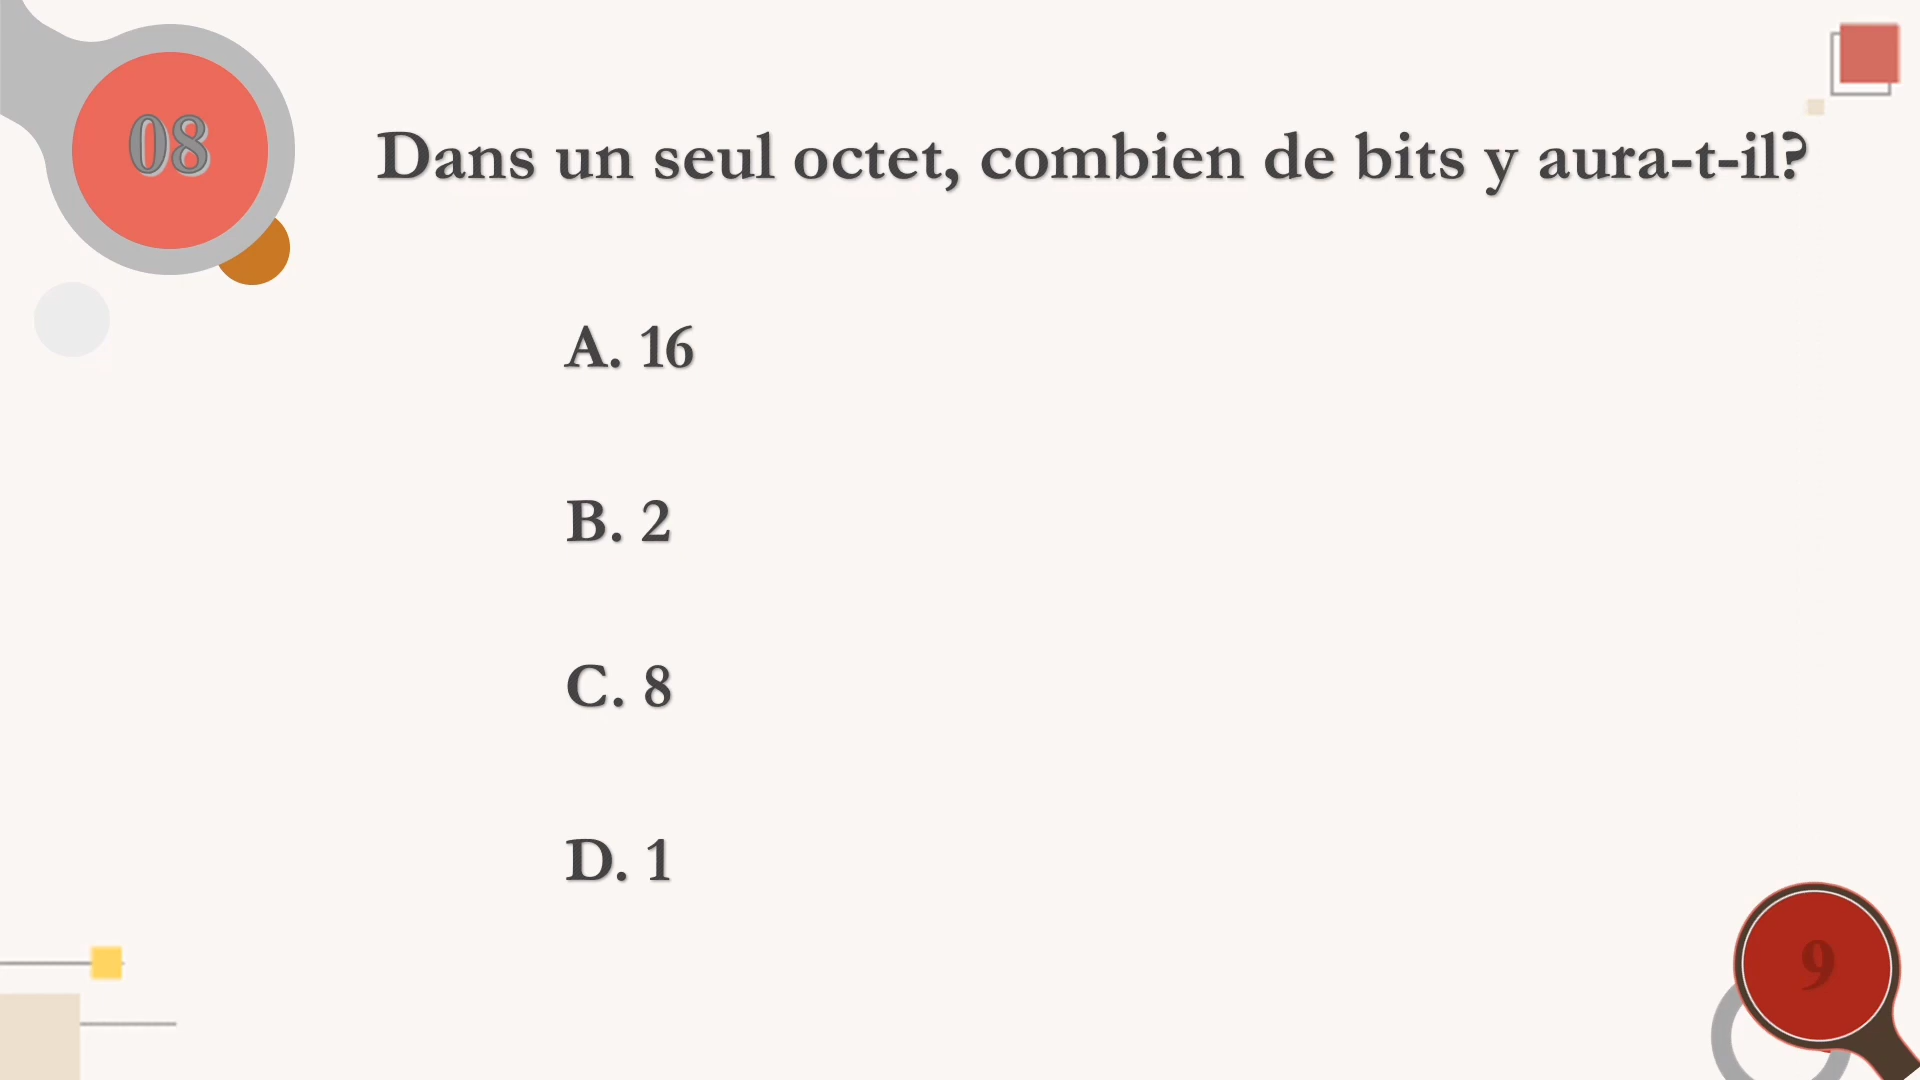 08
Dans un seul octet, combien de bits y aura-t-il?
A. 16
B. 2
C. 8
D. 1
9